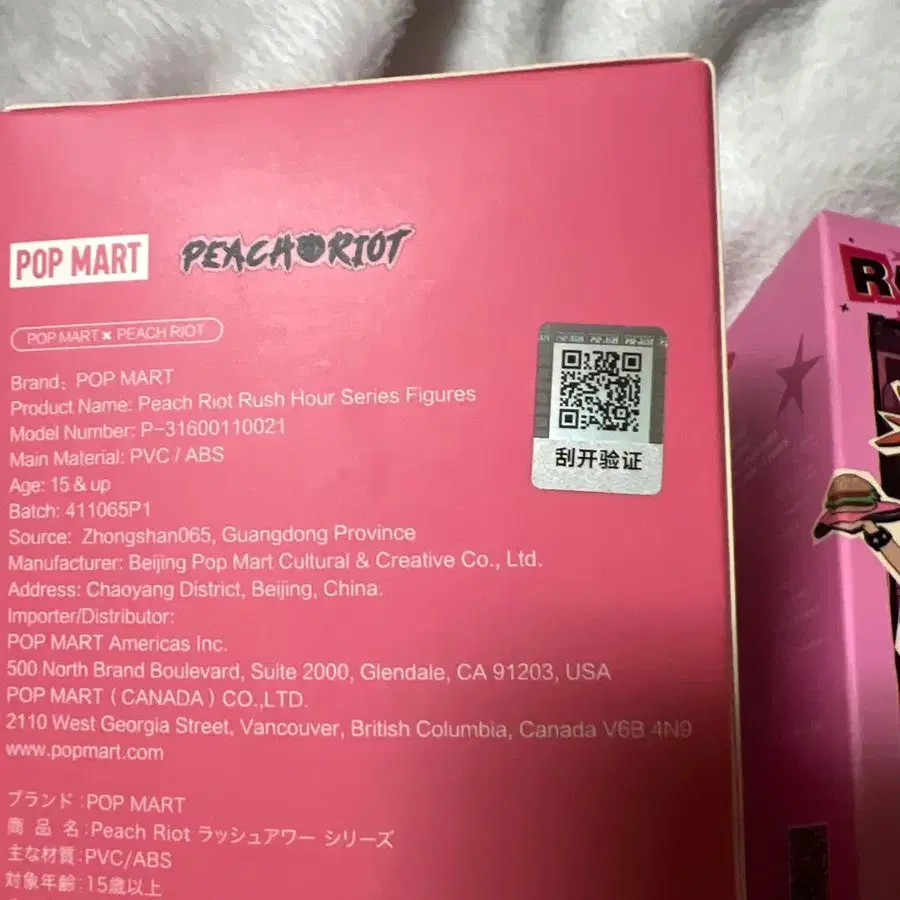 POP MART PEACH RIOT
POP MART × PEACH RIOT
Brand: POP MART
Product Name: Peach Riot Rush Hour Series Figures
Model Number: P-31600110021
Main Material: PVC / ABS
Age: 15 & up
Batch: 411065P1
Source: Zhongshan065, Guangdong Province
Manufacturer: Beijing Pop Mart Cultural & Creative Co., Ltd.
Address: Chaoyang District, Beijing, China.
Importer/Distributor:
POP MART Americas Inc.
500 North Brand Boulevard, Suite 2000, Glendale, CA 91203, USA
POP MART ( CANADA ) CO.,LTD.
2110 West Georgia Street, Vancouver, British Columbia, Canada V6B 4N9
www.popmart.com
ブランド :POP MART
商 品 名:Peach Riot ラッシュアワー シリーズ
主な材質:PVC/ABS
対象年齢:15歳以上
刮开验证